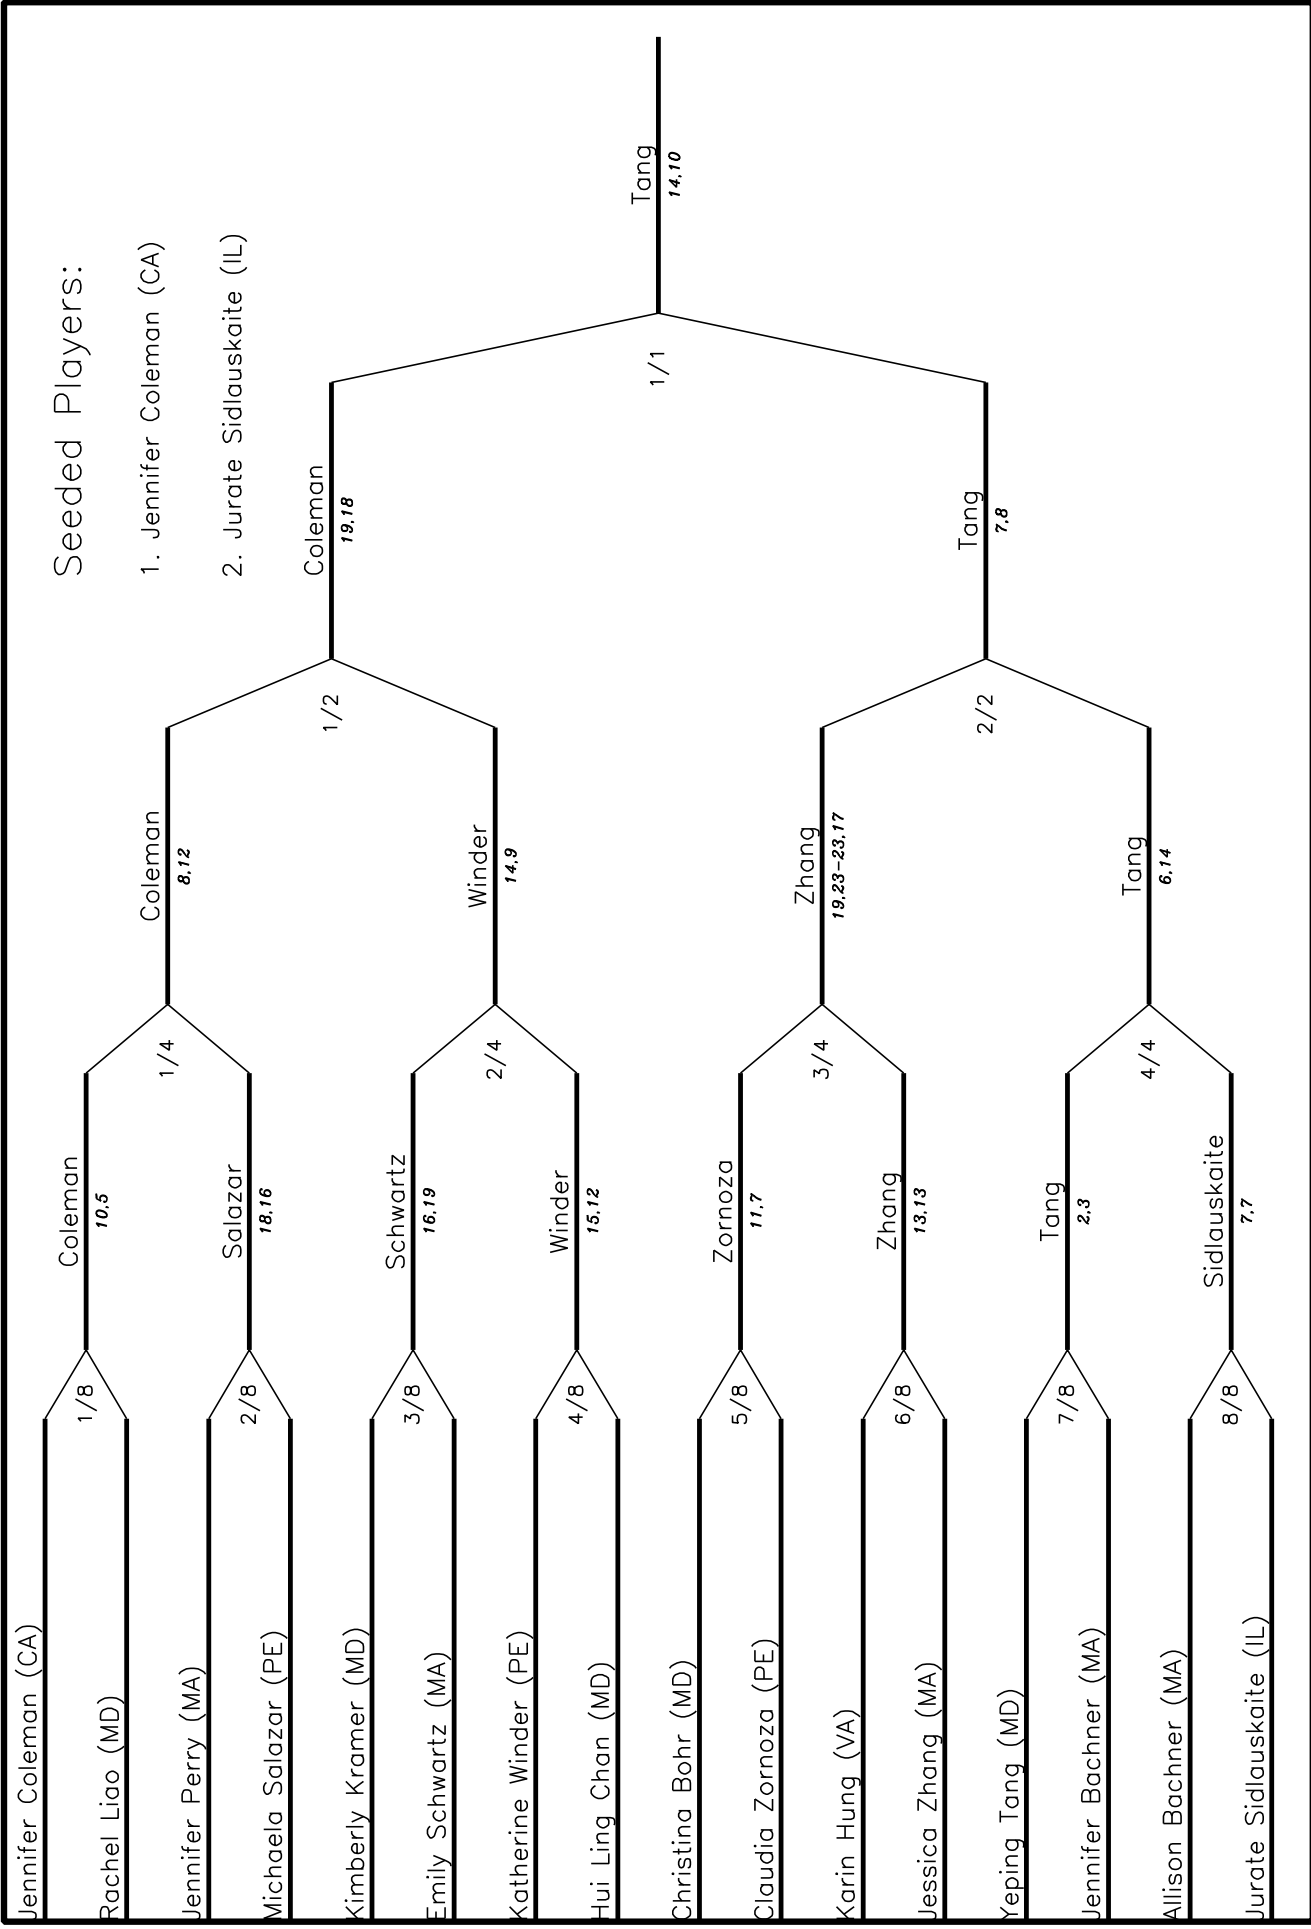 Seeded Players:
1. Jennifer Coleman (CA)
2. Jurate Sidlauskaite (IL)
Jennifer Coleman (CA)
Rachel Liao (MD)
Jennifer Perry (MA)
Michaela Salazar (PE)
Kimberly Kramer (MD)
Emily Schwartz (MA)
Katherine Winder (PE)
Hui Ling Chan (MD)
Christina Bohr (MD)
Claudia Zornoza (PE)
Karin Hung (VA)
Jessica Zhang (MA)
Yeping Tang (MD)
Jennifer Bachner (MA)
Allison Bachner (MA)
Jurate Sidlauskaite (IL)
1/8
2/8
3/8
4/8
5/8
6/8
7/8
8/8
Coleman
10,5
Salazar
18,16
Schwartz
16,19
Winder
15,12
Zornoza
11,7
Zhang
13,13
Tang
2,3
Sidlauskaite
7,7
1/4
2/4
3/4
4/4
Coleman
8,12
Winder
14,9
Zhang
19,23-23,17
Tang
6,14
1/2
2/2
Coleman
19,18
Tang
7,8
1/1
Tang
14,10